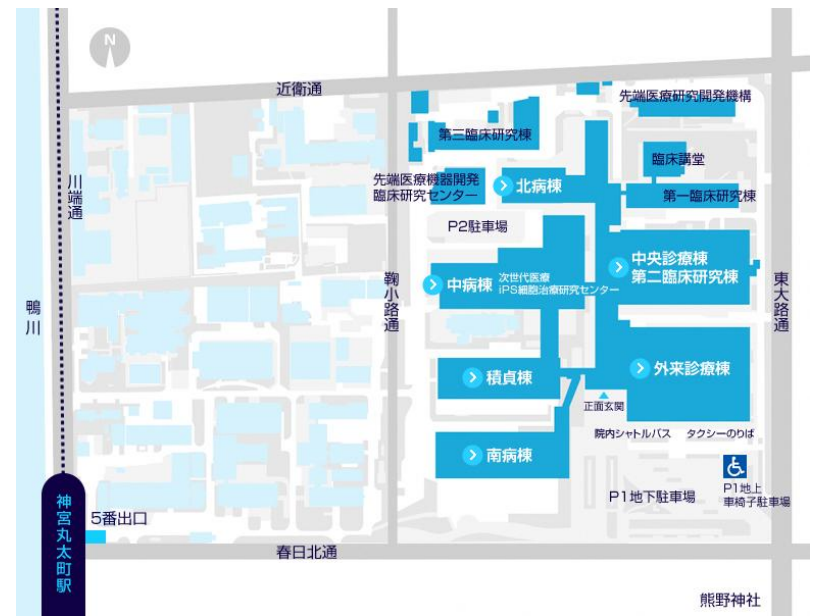 N
近衛通
先端医療研究開発機構
第三臨床研究棟
臨床講堂
先端医療機器開発
臨床研究センター
北病棟
第一臨床研究棟
川端通
P2駐車場
中央診療棟
第二臨床研究棟
中病棟
次世代医療
iPS細胞治療研究センター
鞠小路通
東大路通
鴨川
積貞棟
外来診療棟
正面玄関
院内シャトルバス
タクシーのりば
南病棟
P1地下駐車場
P1地上
車椅子駐車場
神宮丸太町駅
5番出口
春日北通
熊野神社